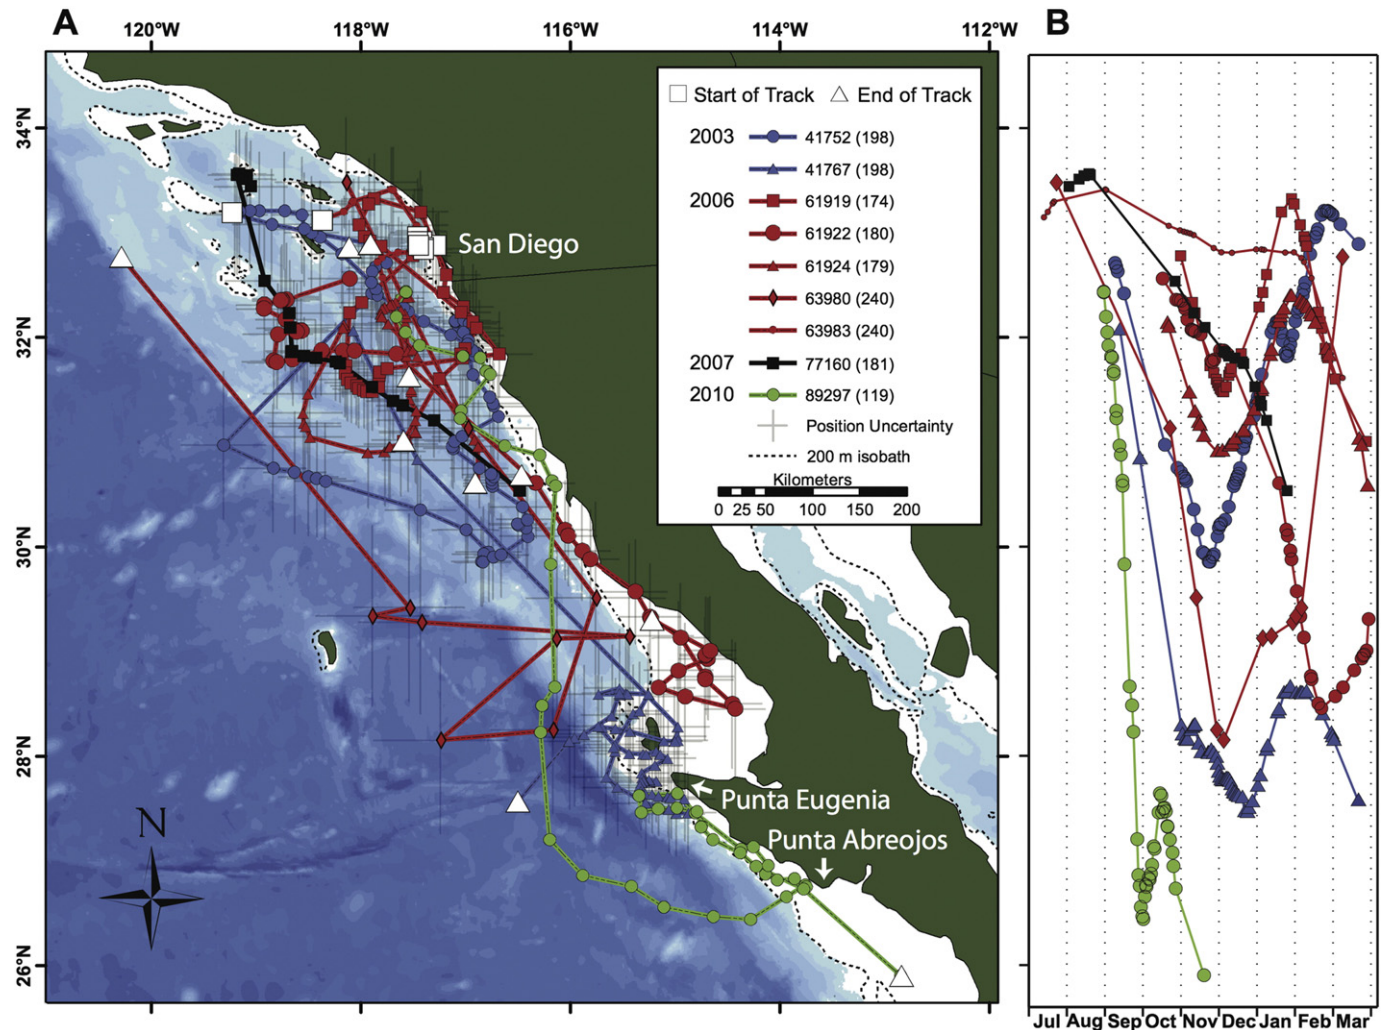 A
B
120°W
118°W
116°W
114°W
112°W
34°N
32°N
30°N
28°N
26°N
Start of Track
End of Track
2003
41752 (198)
41767 (198)
2006
61919 (174)
61922 (180)
61924 (179)
63980 (240)
63983 (240)
2007
77160 (181)
2010
89297 (119)
Position Uncertainty
200 m isobath
Kilometers
0 25 50 100 150 200
San Diego
Punta Eugenia
Punta Abreojos
N
Jul Aug Sep Oct Nov Dec Jan Feb Mar